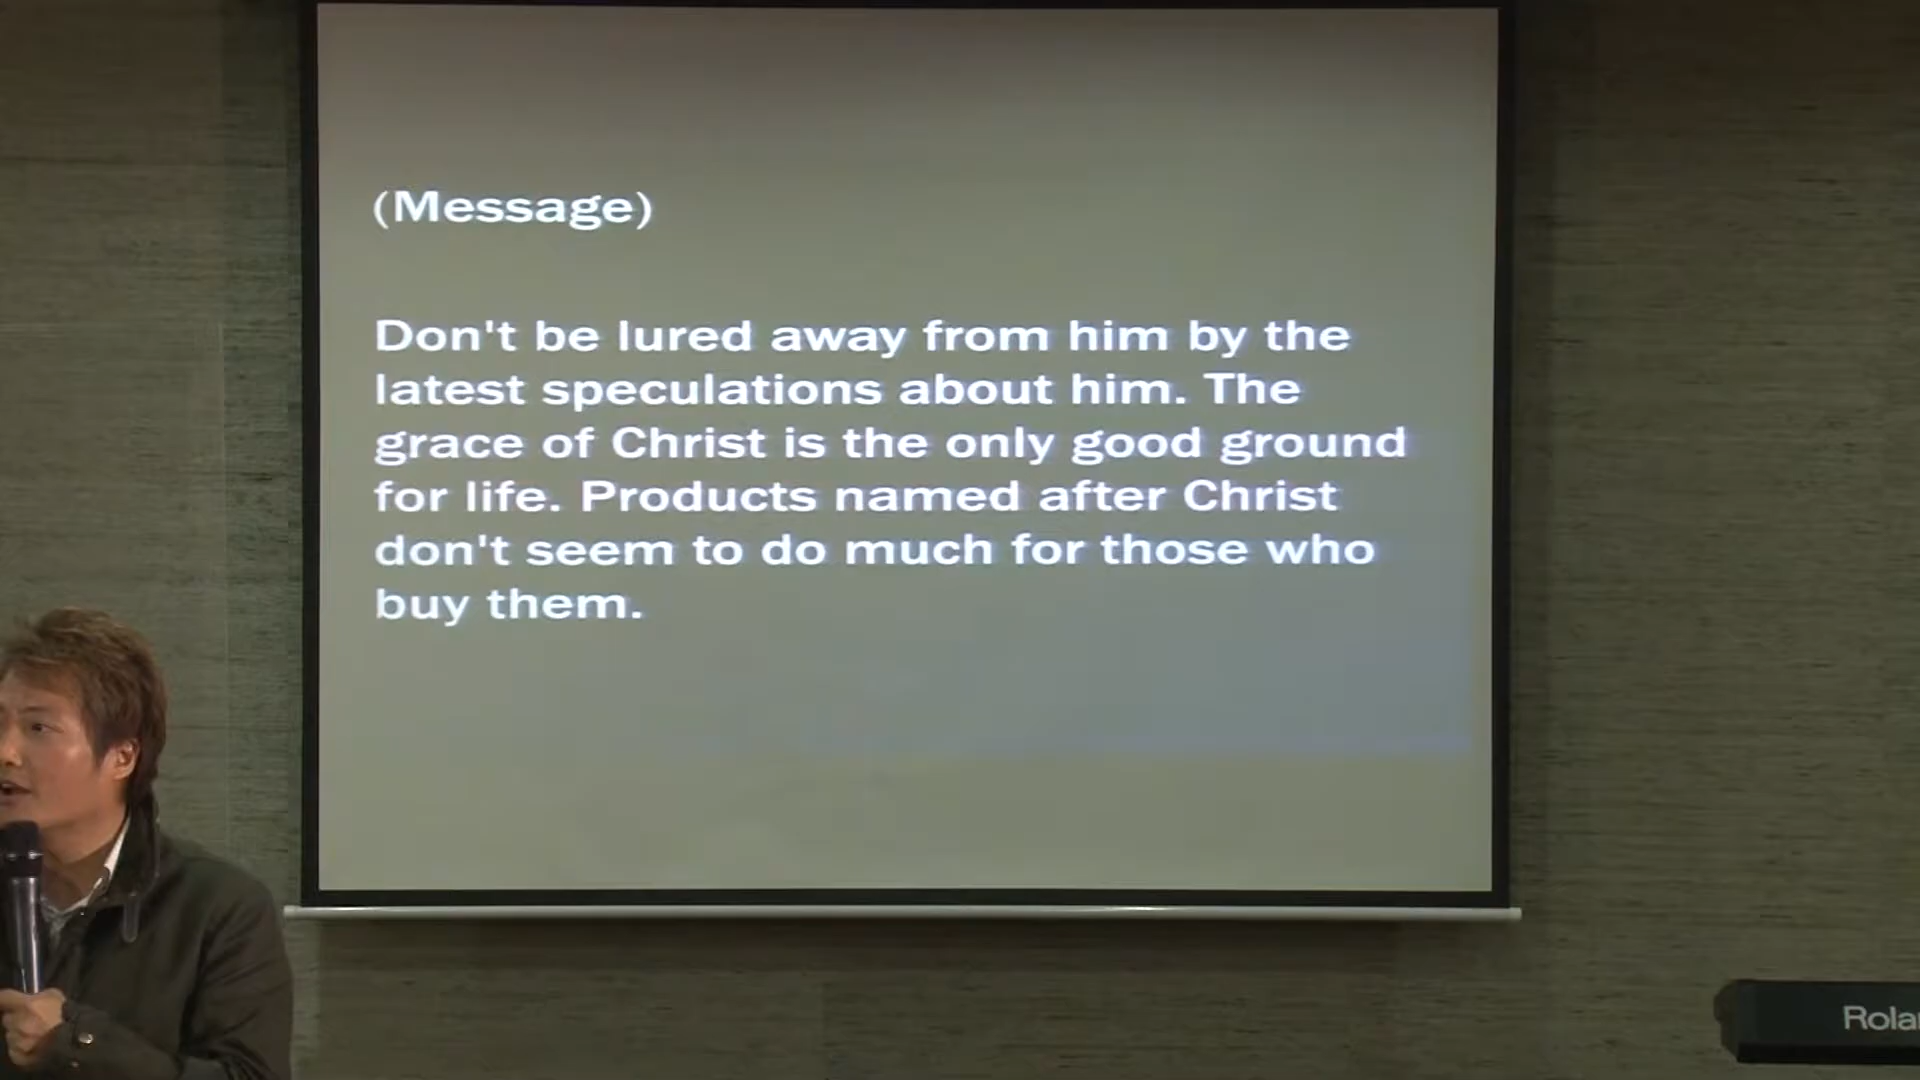 (Message)
Don't be lured away from him by the
latest speculations about him. The
grace of Christ is the only good ground
for life. Products named after Christ
don't seem to do much for those who
buy them.
Rola